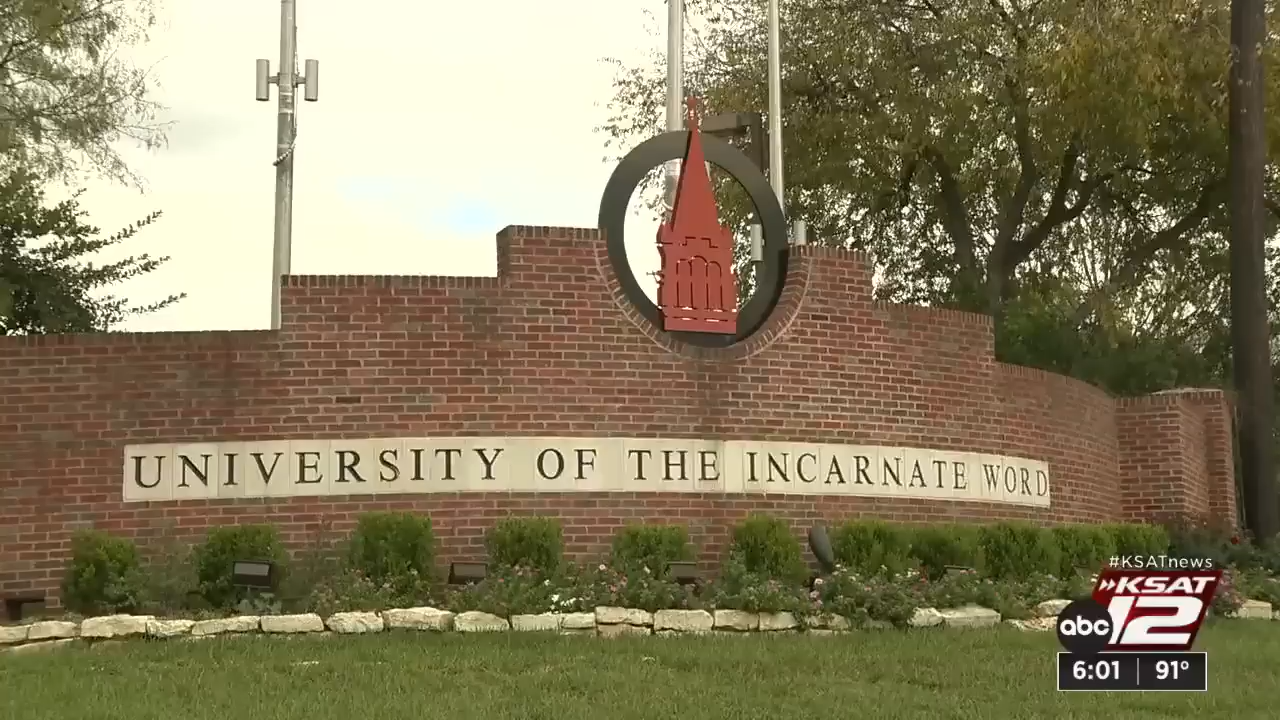 UNIVERSITY OF THE INCARNATE WORD
#KSATnews
KSAT
abc 12
6:01 91°